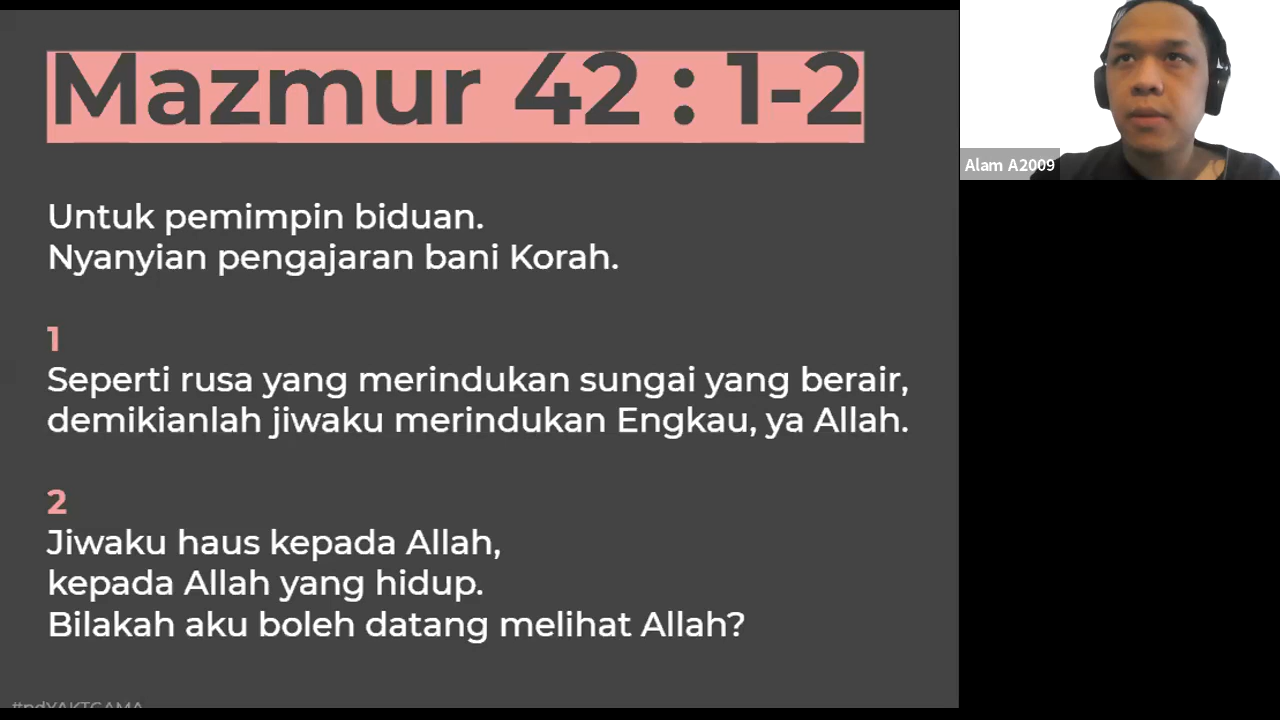 Mazmur 42 : 1-2
Untuk pemimpin biduan.
Nyanyian pengajaran bani Korah.
1
Seperti rusa yang merindukan sungai yang berair,
demikianlah jiwaku merindukan Engkau, ya Allah.
2
Jiwaku haus kepada Allah,
kepada Allah yang hidup.
Bilakah aku boleh datang melihat Allah?
Alam A2009